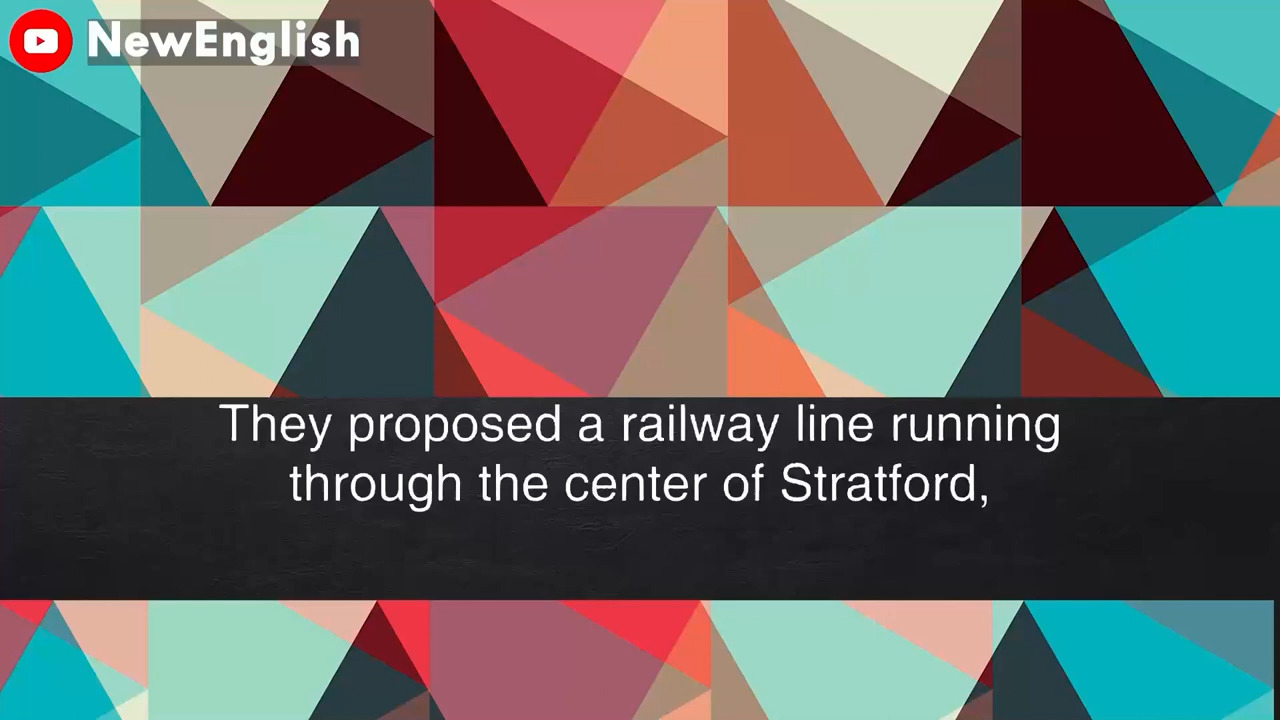 NewEnglish
They proposed a railway line running
through the center of Stratford,